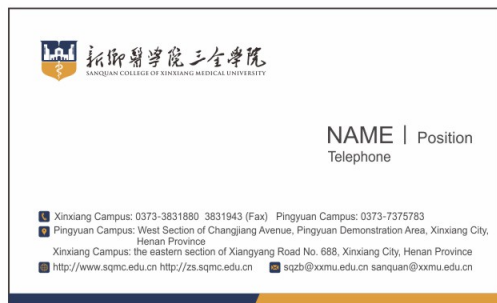 新乡醫学院三全学院
SANQUAN COLLEGE OF XINXIANG MEDICAL UNIVERSITY
NAME | Position
Telephone
Xinxiang Campus: 0373-3831880 3831943 (Fax) Pingyuan Campus: 0373-7375783
Pingyuan Campus: West Section of Changjiang Avenue, Pingyuan Demonstration Area, Xinxiang City,
Henan Province
Xinxiang Campus: the eastern section of Xiangyang Road No. 688, Xinxiang City, Henan Province
http://www.sqmc.edu.cn http://zs.sqmc.edu.cn sqzb@xxmu.edu.cn sanquan@xxmu.edu.cn